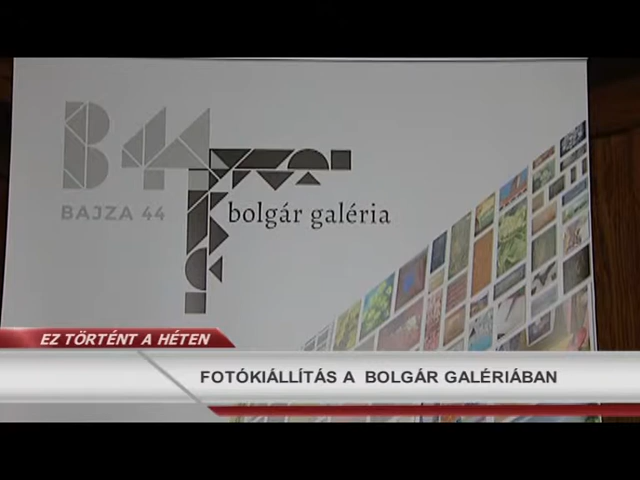 B44
BAJZA 44
bolgár galéria
EZ TÖRTÉNT A HÉTEN
FOTÓKIÁLLÍTÁS A BOLGÁR GALÉRIÁBAN